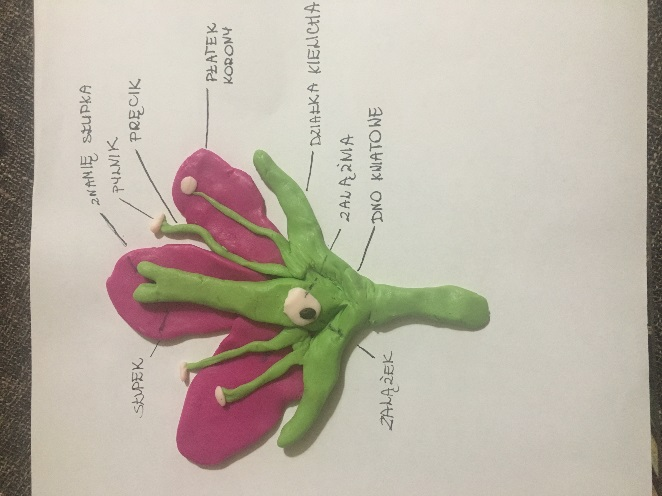 ZNAMIĘ SŁUPKA
PYLNIK
PRĘCIK
PŁATEK
KORONY
DZIAŁKA KIELICHA
ZALĄŻNIA
DNO KWIATOWE
SŁUPEK
ZALĄŻEK